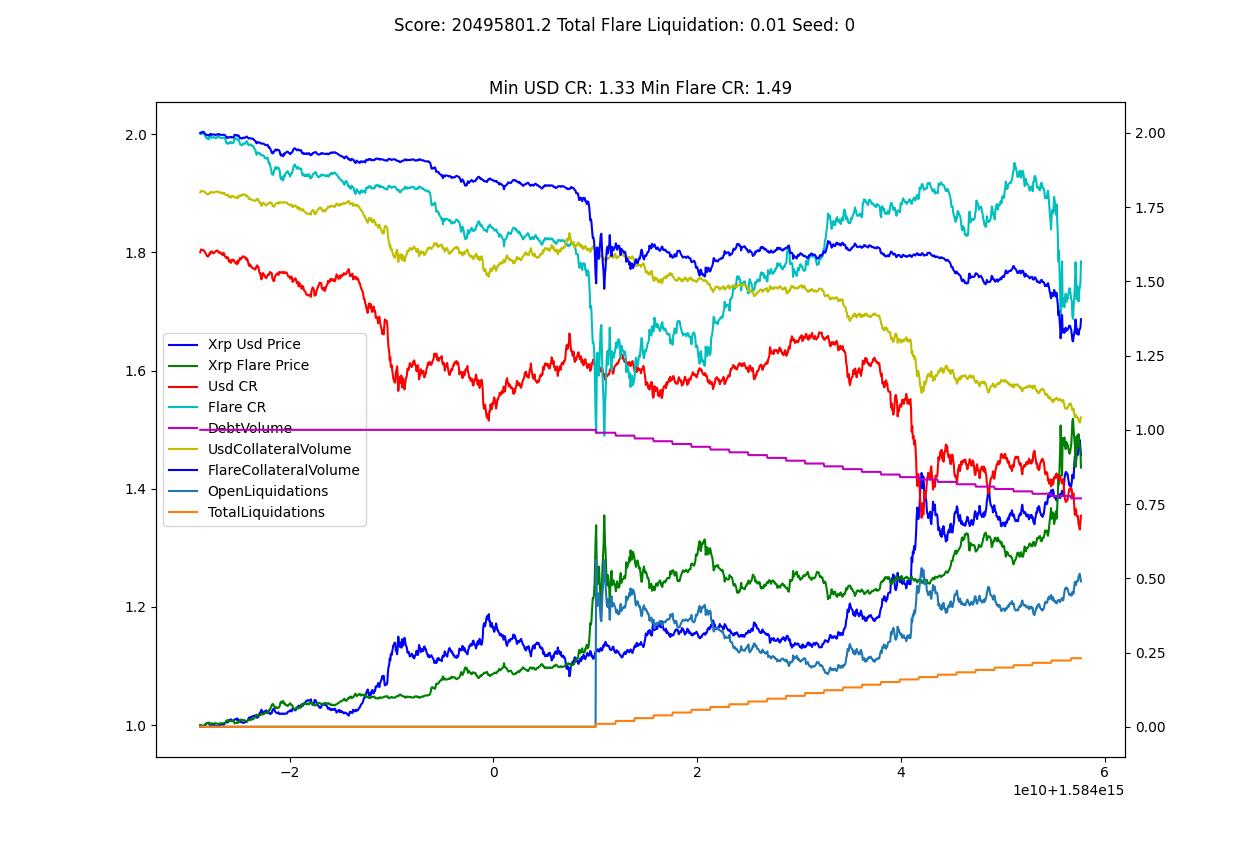 Score: 20495801.2 Total Flare Liquidation: 0.01 Seed: 0
Min USD CR: 1.33 Min Flare CR: 1.49
2.0
1.8
1.6
1.4
1.2
1.0
2.00
1.75
1.50
1.25
1.00
0.75
0.50
0.25
0.00
Xrp Usd Price
Xrp Flare Price
Usd CR
Flare CR
DebtVolume
UsdCollateralVolume
FlareCollateralVolume
OpenLiquidations
TotalLiquidations
−2 0 2 4 6
1e10+1.584e15